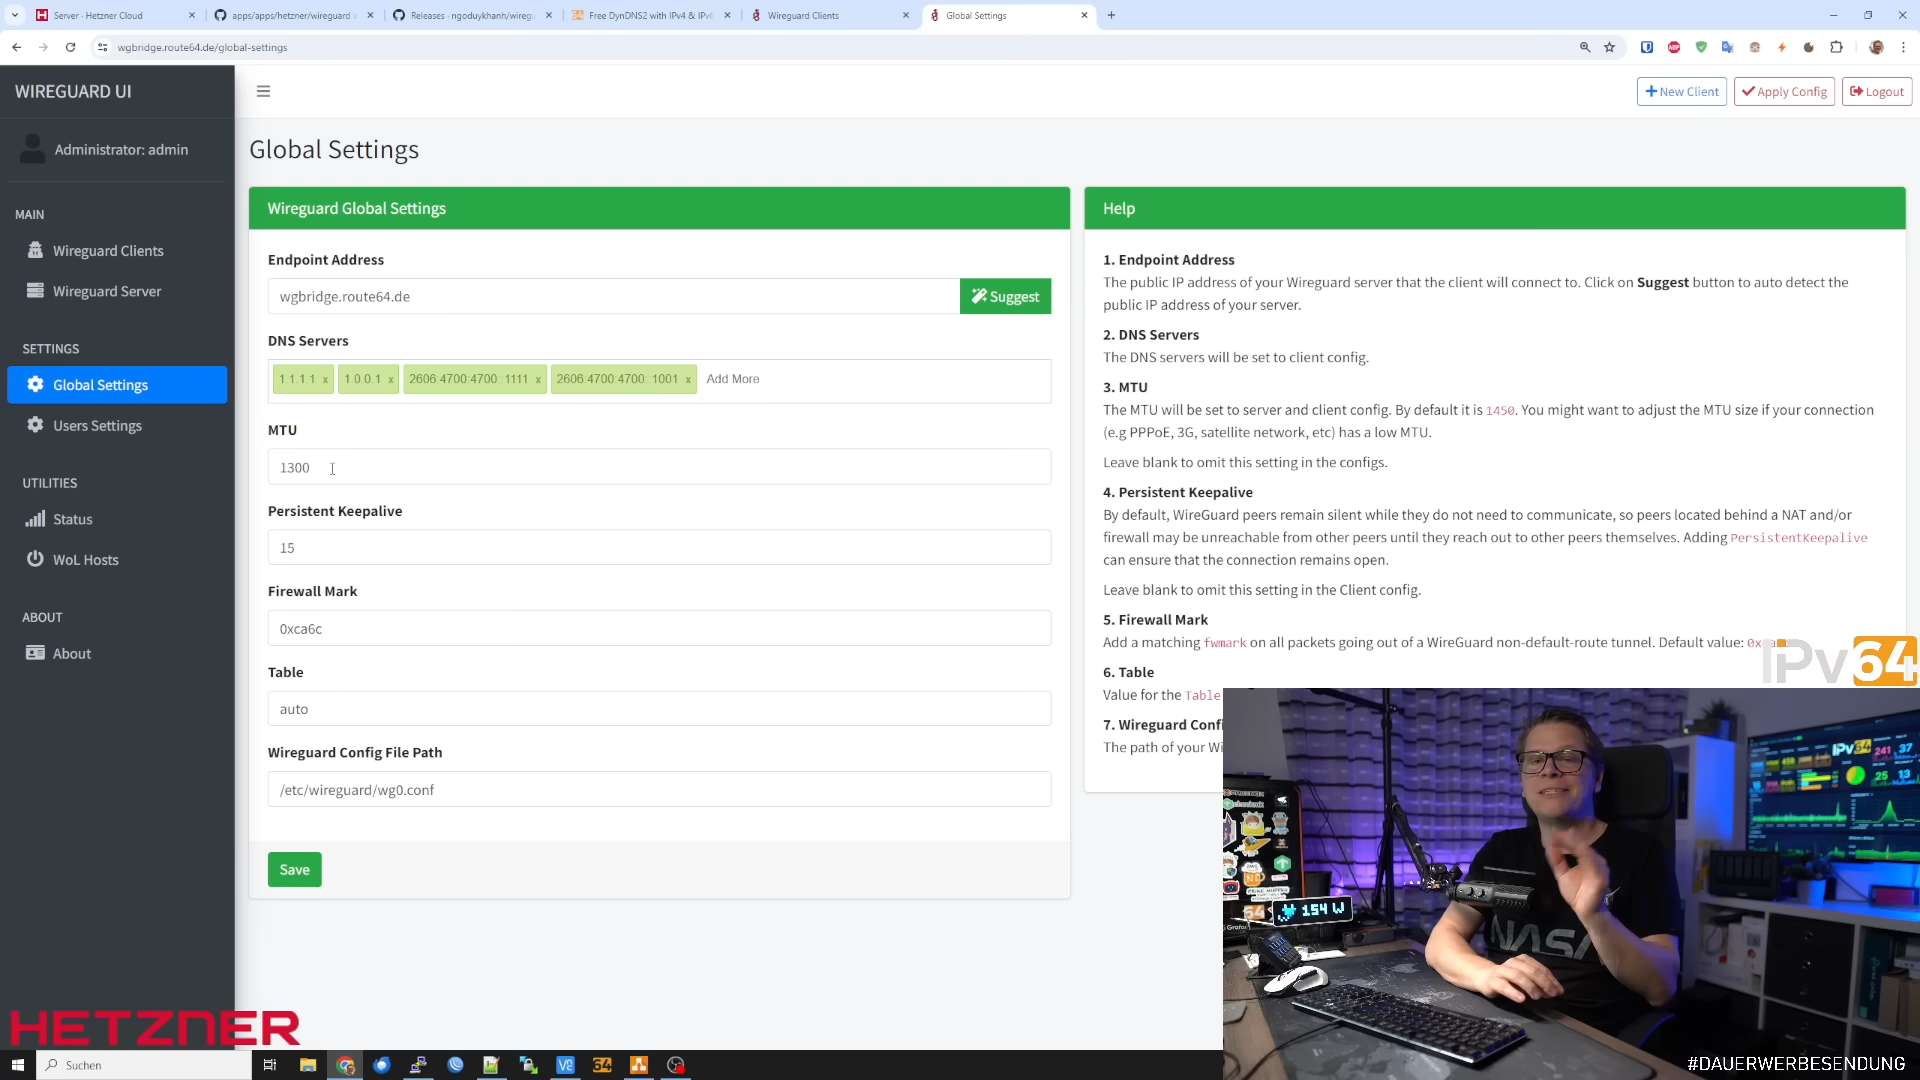 Server · Hetzner Cloud
apps/apps/hetzner/wireguard
Releases · ngoduykhanh/wireg
Free DynDNS2 with IPv4 & IPv6
Wireguard Clients
Global Settings
wgbridge.route64.de/global-settings
WIREGUARD UI
New Client
Apply Config
Logout
Administrator: admin
MAIN
Wireguard Clients
Wireguard Server
SETTINGS
Global Settings
Users Settings
UTILITIES
Status
WoL Hosts
ABOUT
About
Global Settings
Wireguard Global Settings
Endpoint Address
wgbridge.route64.de
Suggest
DNS Servers
1.1.1.1 x 1.0.0.1 x 2606:4700:4700::1111 x 2606:4700:4700::1001 x Add More
MTU
1300
Persistent Keepalive
15
Firewall Mark
0xca6c
Table
auto
Wireguard Config File Path
/etc/wireguard/wg0.conf
Save
Help
1. Endpoint Address
The public IP address of your Wireguard server that the client will connect to. Click on Suggest button to auto detect the
public IP address of your server.
2. DNS Servers
The DNS servers will be set to client config.
3. MTU
The MTU will be set to server and client config. By default it is 1450. You might want to adjust the MTU size if your connection
(e.g PPPoE, 3G, satellite network, etc) has a low MTU.
Leave blank to omit this setting in the configs.
4. Persistent Keepalive
By default, WireGuard peers remain silent while they do not need to communicate, so peers located behind a NAT and/or
firewall may be unreachable from other peers until they reach out to other peers themselves. Adding PersistentKeepalive
can ensure that the connection remains open.
Leave blank to omit this setting in the Client config.
5. Firewall Mark
Add a matching fwmark on all packets going out of a WireGuard non-default-route tunnel. Default value:
6. Table
Value for the Table
7. Wireguard Confi
The path of your Wi
IPv64
IPv64 241 37
25 13
154 W
NASA
HETZNER
Suchen
#DAUERWERBESENDUNG